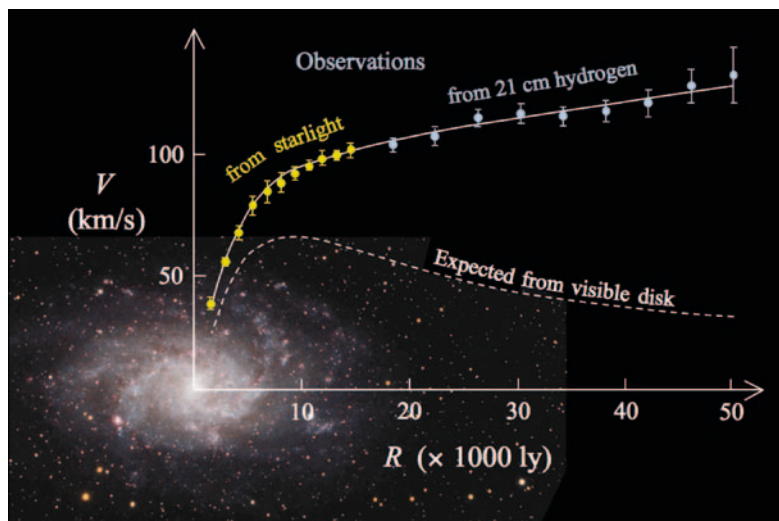 Observations
from 21 cm hydrogen
from starlight
100
V
(km/s)
50
Expected from visible disk
10
20
30
40
50
R (× 1000 ly)